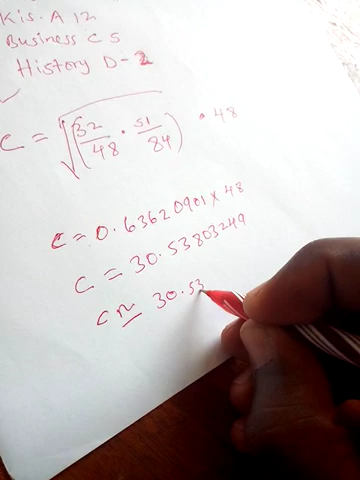 Kis. A 12
Business C 5
History D-2
C = √(32/48 · 51/84) · 48
C = 0.63620901 × 48
C = 30.53803249
C ≃ 30.53